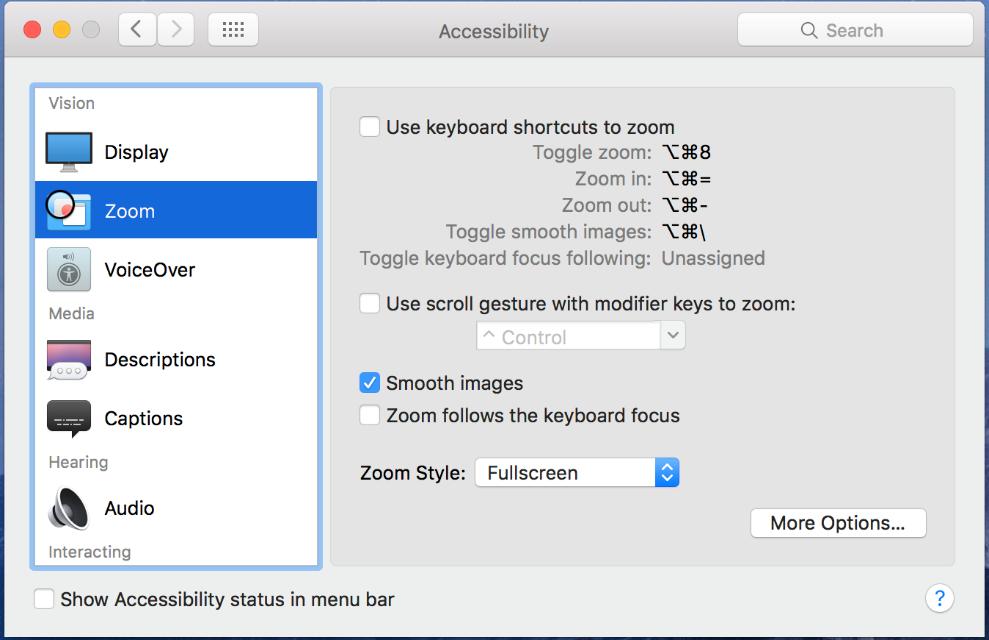 Accessibility
Search
Vision
Display
Zoom
VoiceOver
Media
Descriptions
Captions
Hearing
Audio
Interacting
Use keyboard shortcuts to zoom
Toggle zoom: ⌥⌘8
Zoom in: ⌥⌘=
Zoom out: ⌥⌘-
Toggle smooth images: ⌥⌘\
Toggle keyboard focus following: Unassigned
Use scroll gesture with modifier keys to zoom:
^ Control
Smooth images
Zoom follows the keyboard focus
Zoom Style: Fullscreen
More Options...
Show Accessibility status in menu bar
?